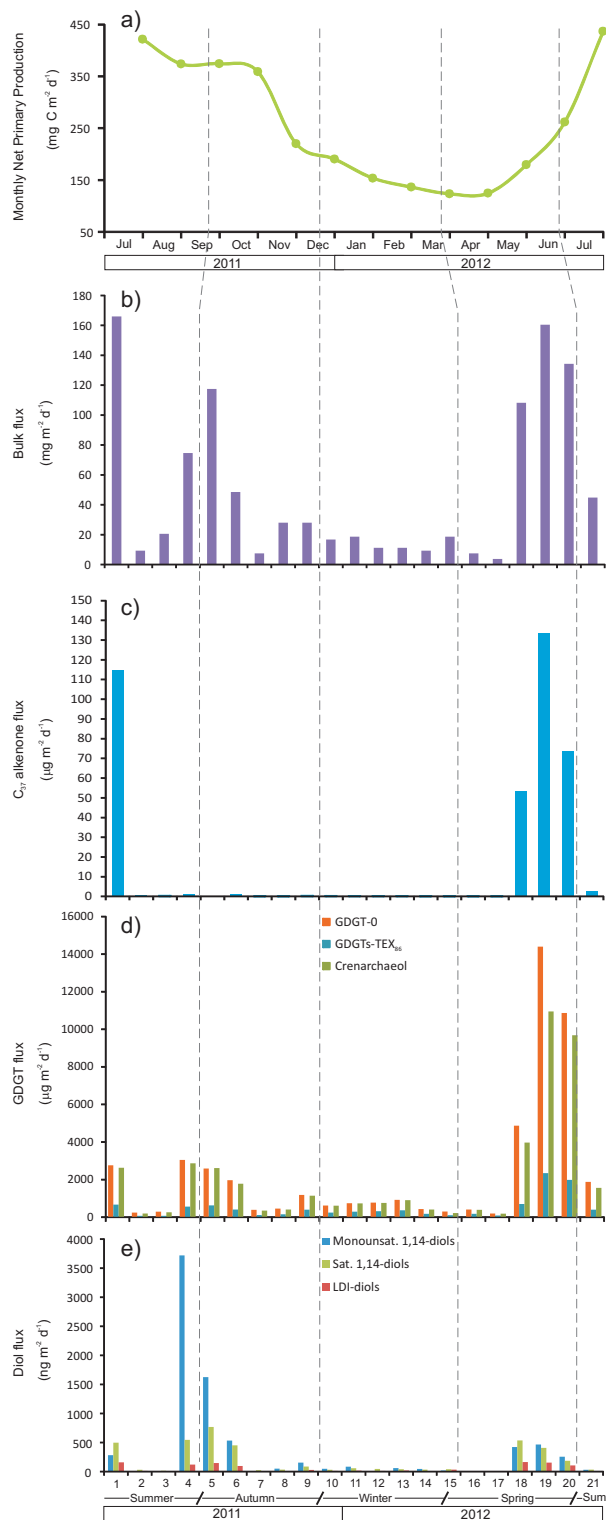 a)
Monthly Net Primary Production
(mg C m⁻² d⁻¹)
450
350
250
150
50
Jul Aug Sep Oct Nov Dec Jan Feb Mar Apr May Jun Jul
2011 2012
b)
Bulk flux
(mg m⁻² d⁻¹)
180
160
140
120
100
80
60
40
20
0
c)
C₃₇ alkenone flux
(µg m⁻² d⁻¹)
150
140
130
120
110
100
90
80
70
60
50
40
30
20
10
0
d)
GDGT-0
GDGTs-TEX₈₆
Crenarchaeol
GDGT flux
(µg m⁻² d⁻¹)
16000
14000
12000
10000
8000
6000
4000
2000
0
e)
Monounsat. 1,14-diols
Sat. 1,14-diols
LDI-diols
Diol flux
(ng m⁻² d⁻¹)
4000
3500
3000
2500
2000
1500
1000
500
0
1 2 3 4 5 6 7 8 9 10 11 12 13 14 15 16 17 18 19 20 21
Summer Autumn Winter Spring Sum
2011 2012